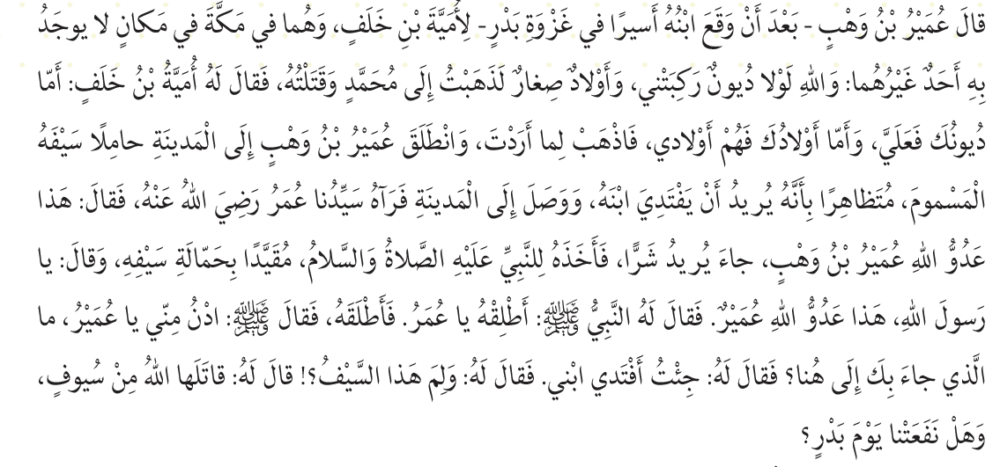 قالَ عُمَيْرُ بْنُ وَهْبٍ - بَعْدَ أَنْ وَقَعَ ابْنُهُ أَسيرًا في غَزْوَةِ بَدْرٍ- لِأُمَيَّةَ بْنِ خَلَفٍ، وَهُما في مَكَّةَ في مَكانٍ لا يوجَدُ
بِهِ أَحَدٌ غَيْرُهُما: وَاللهِ لَوْلا دُيونٌ رَكِبَتْني، وَأَوْلادٌ صِغارٌ لَذَهَبْتُ إِلَى مُحَمَّدٍ وَقَتَلْتُهُ، فَقالَ لَهُ أُمَيَّةُ بْنُ خَلَفٍ: أَمّا
دُيونُكَ فَعَلَيَّ، وَأَمّا أَوْلادُكَ فَهُمْ أَوْلادي، فَاذْهَبْ لِما أَرَدْتَ، وَانْطَلَقَ عُمَيْرُ بْنُ وَهْبٍ إِلَى الْمَدينَةِ حامِلًا سَيْفَهُ
الْمَسْمومَ، مُتَظاهِرًا بِأَنَّهُ يُريدُ أَنْ يَفْتَدِيَ ابْنَهُ، وَوَصَلَ إِلَى الْمَدينَةِ فَرَآهُ سَيِّدُنا عُمَرُ رَضِيَ اللهُ عَنْهُ، فَقالَ: هَذا
عَدُوُّ اللهِ عُمَيْرُ بْنُ وَهْبٍ، جاءَ يُريدُ شَرًّا، فَأَخَذَهُ لِلنَّبِيِّ عَلَيْهِ الصَّلاةُ وَالسَّلامُ، مُقَيَّدًا بِحَمّالَةِ سَيْفِهِ، وَقالَ: يا
رَسولَ اللهِ، هَذا عَدُوُّ اللهِ عُمَيْرٌ. فَقالَ لَهُ النَّبِيُّ ﷺ: أَطْلِقْهُ يا عُمَرُ. فَأَطْلَقَهُ، فَقالَ ﷺ: ادْنُ مِنّي يا عُمَيْرُ، ما
الَّذي جاءَ بِكَ إِلَى هُنا؟ فَقالَ لَهُ: جِئْتُ أَفْتَدي ابْني. فَقالَ لَهُ: وَلِمَ هَذا السَّيْفُ؟! قالَ لَهُ: قاتَلَها اللهُ مِنْ سُيوفٍ،
وَهَلْ نَفَعَتْنا يَوْمَ بَدْرٍ؟